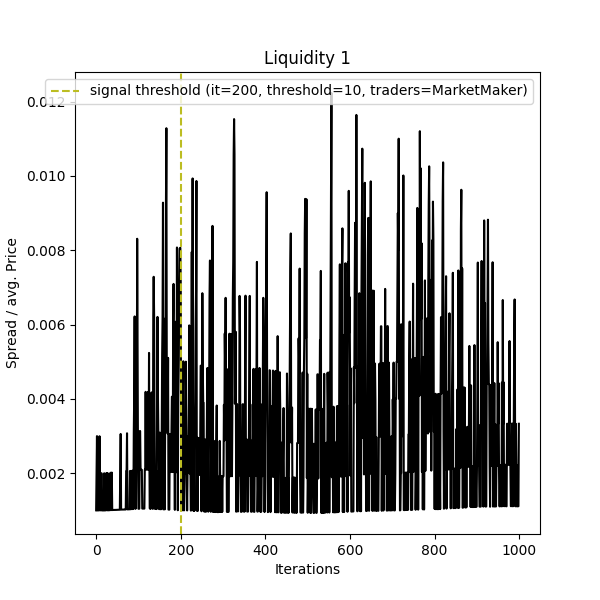 Liquidity 1
signal threshold (it=200, threshold=10, traders=MarketMaker)
0.012
0.010
0.008
0.006
0.004
0.002
Spread / avg. Price
0 200 400 600 800 1000
Iterations